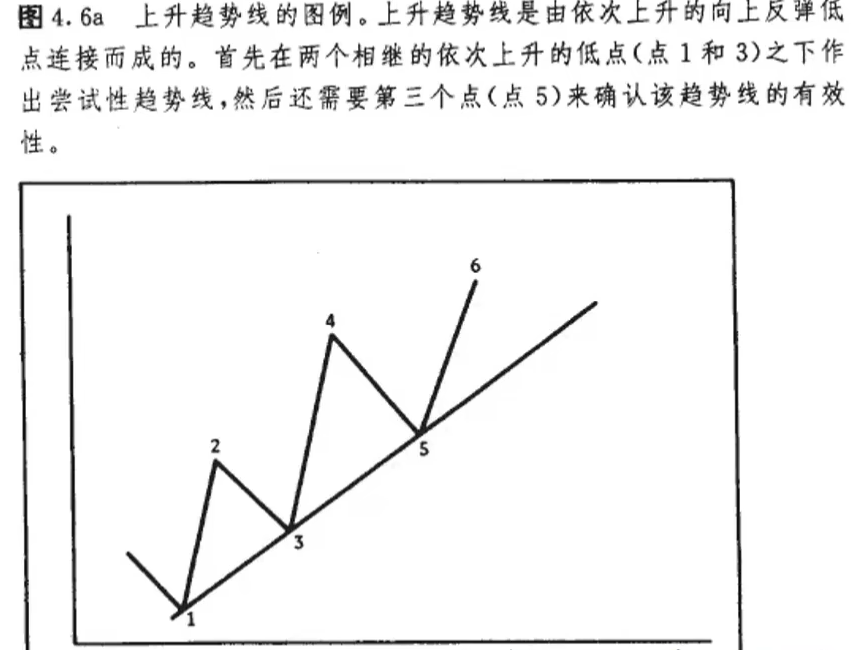 图 4.6a 上升趋势线的图例。上升趋势线是由依次上升的向上反弹低
点连接而成的。首先在两个相继的依次上升的低点(点 1 和 3)之下作
出尝试性趋势线,然后还需要第三个点(点 5)来确认该趋势线的有效
性。
6
4
2
5
3
1